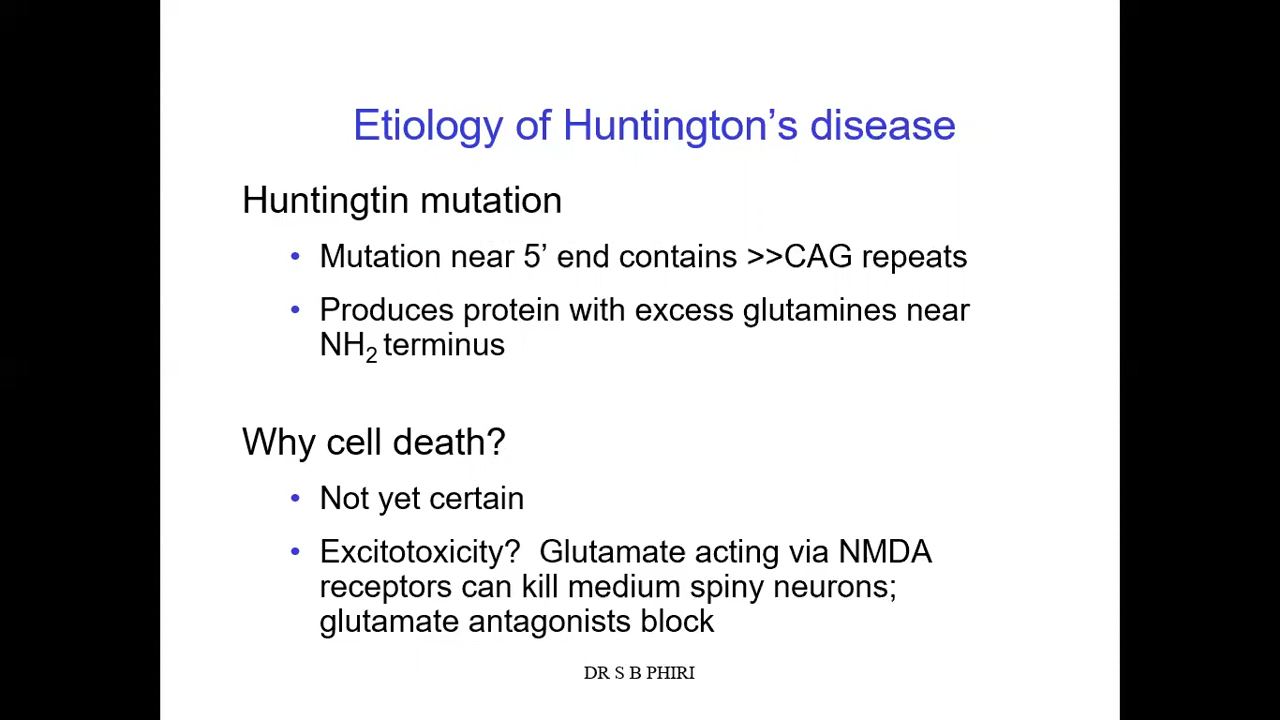 Etiology of Huntington’s disease
Huntingtin mutation
• Mutation near 5’ end contains >>CAG repeats
• Produces protein with excess glutamines near
NH₂ terminus
Why cell death?
• Not yet certain
• Excitotoxicity?  Glutamate acting via NMDA
receptors can kill medium spiny neurons;
glutamate antagonists block
DR S B PHIRI